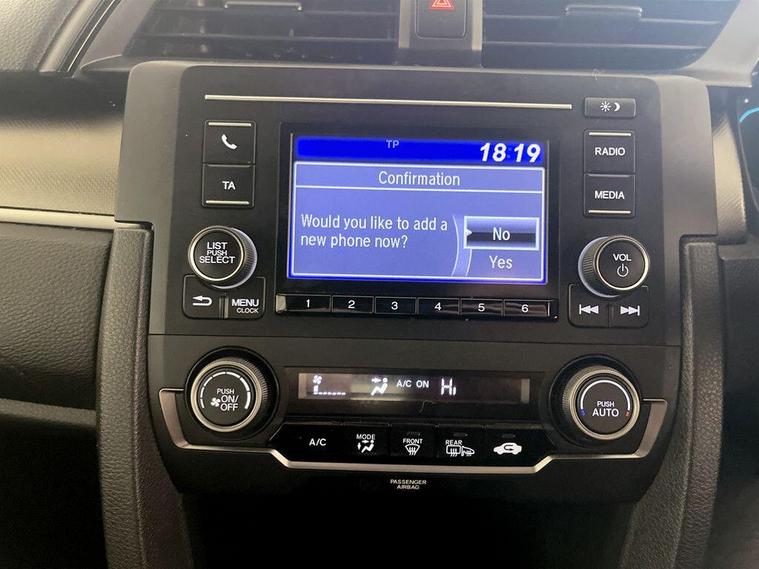 TP
18 19
Confirmation
Would you like to add a
new phone now?
No
Yes
TA
RADIO
MEDIA
LIST
PUSH
SELECT
VOL
MENU
CLOCK
1 2 3 4 5 6
PUSH
ON/
OFF
A/C ON
Hi
PUSH
AUTO
A/C
MODE
FRONT
REAR
PASSENGER
AIRBAG